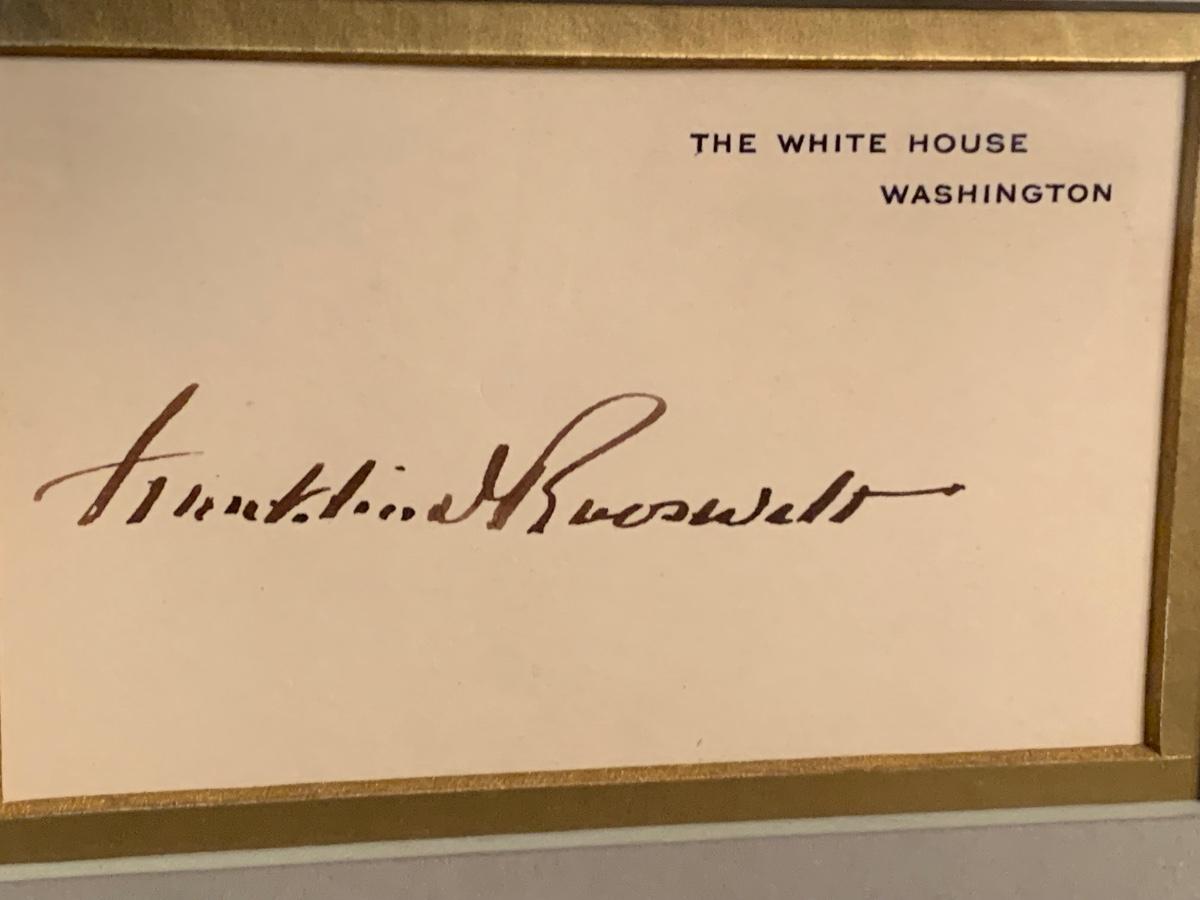 THE WHITE HOUSE
WASHINGTON
Franklin D Roosevelt